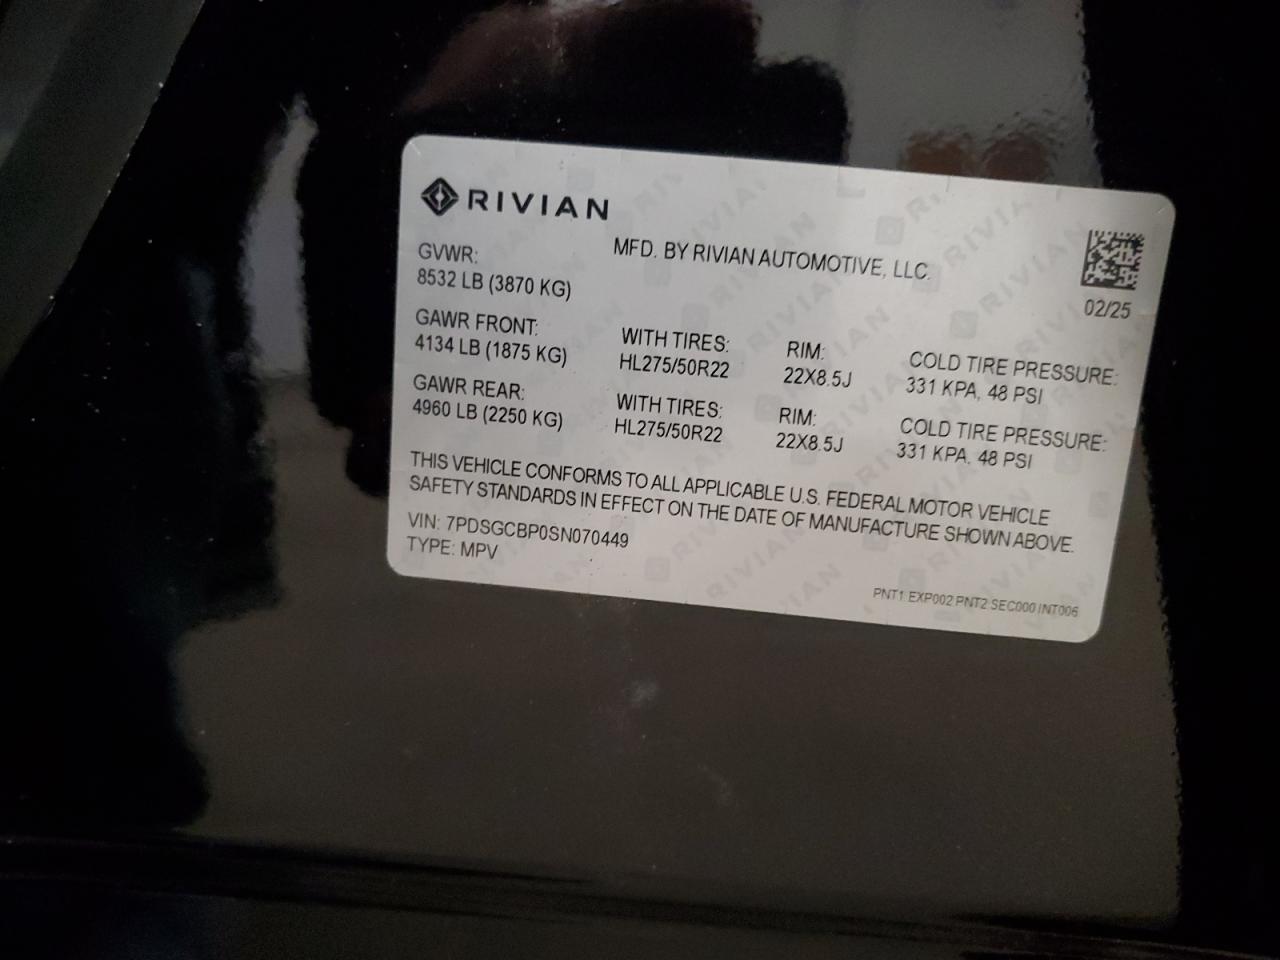 RIVIAN
MFD. BY RIVIAN AUTOMOTIVE, LLC.
02/25
GVWR:
8532 LB (3870 KG)
GAWR FRONT:
4134 LB (1875 KG)
WITH TIRES:
HL275/50R22
RIM:
22X8.5J
COLD TIRE PRESSURE:
331 KPA, 48 PSI
GAWR REAR:
4960 LB (2250 KG)
WITH TIRES:
HL275/50R22
RIM:
22X8.5J
COLD TIRE PRESSURE:
331 KPA, 48 PSI
THIS VEHICLE CONFORMS TO ALL APPLICABLE U.S. FEDERAL MOTOR VEHICLE
SAFETY STANDARDS IN EFFECT ON THE DATE OF MANUFACTURE SHOWN ABOVE.
VIN: 7PDSGCBP0SN070449
TYPE: MPV
PNT1:EXP002 PNT2:SEC000 INT006